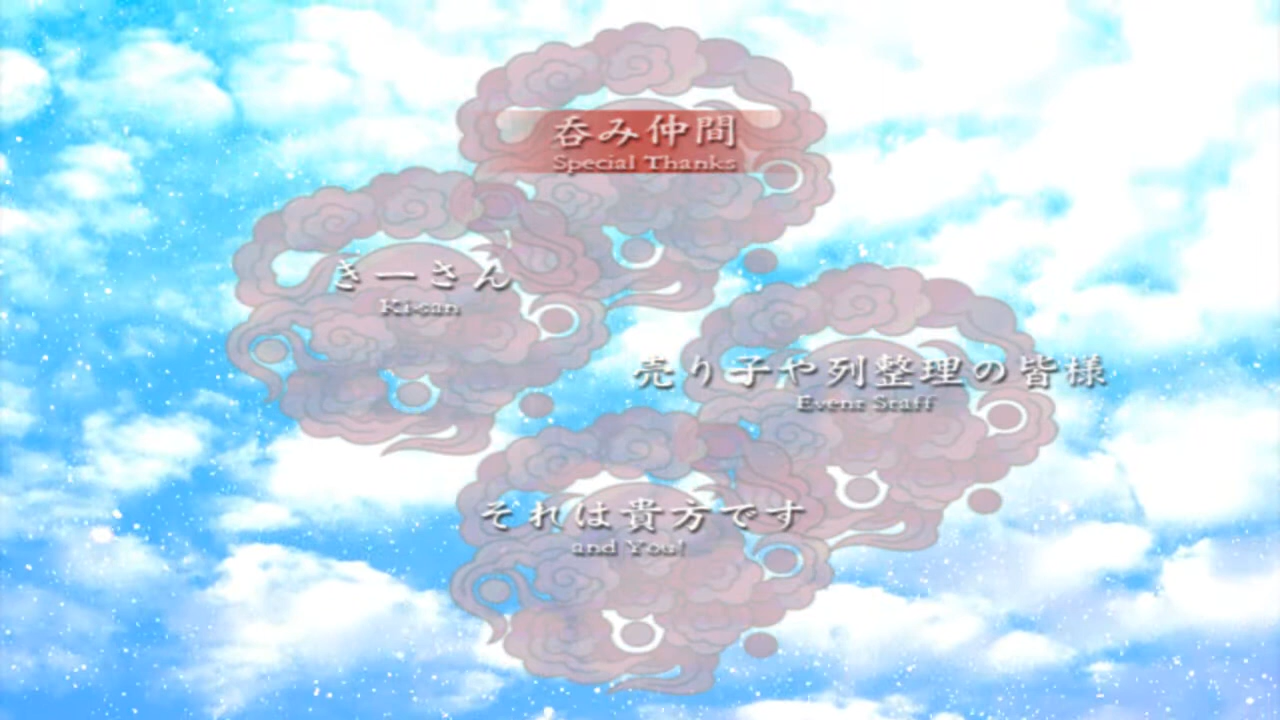 呑み仲間
Special Thanks
きーさん
Ki-san
売り子や列整理の皆様
Event Staff
それは貴方です
and You!